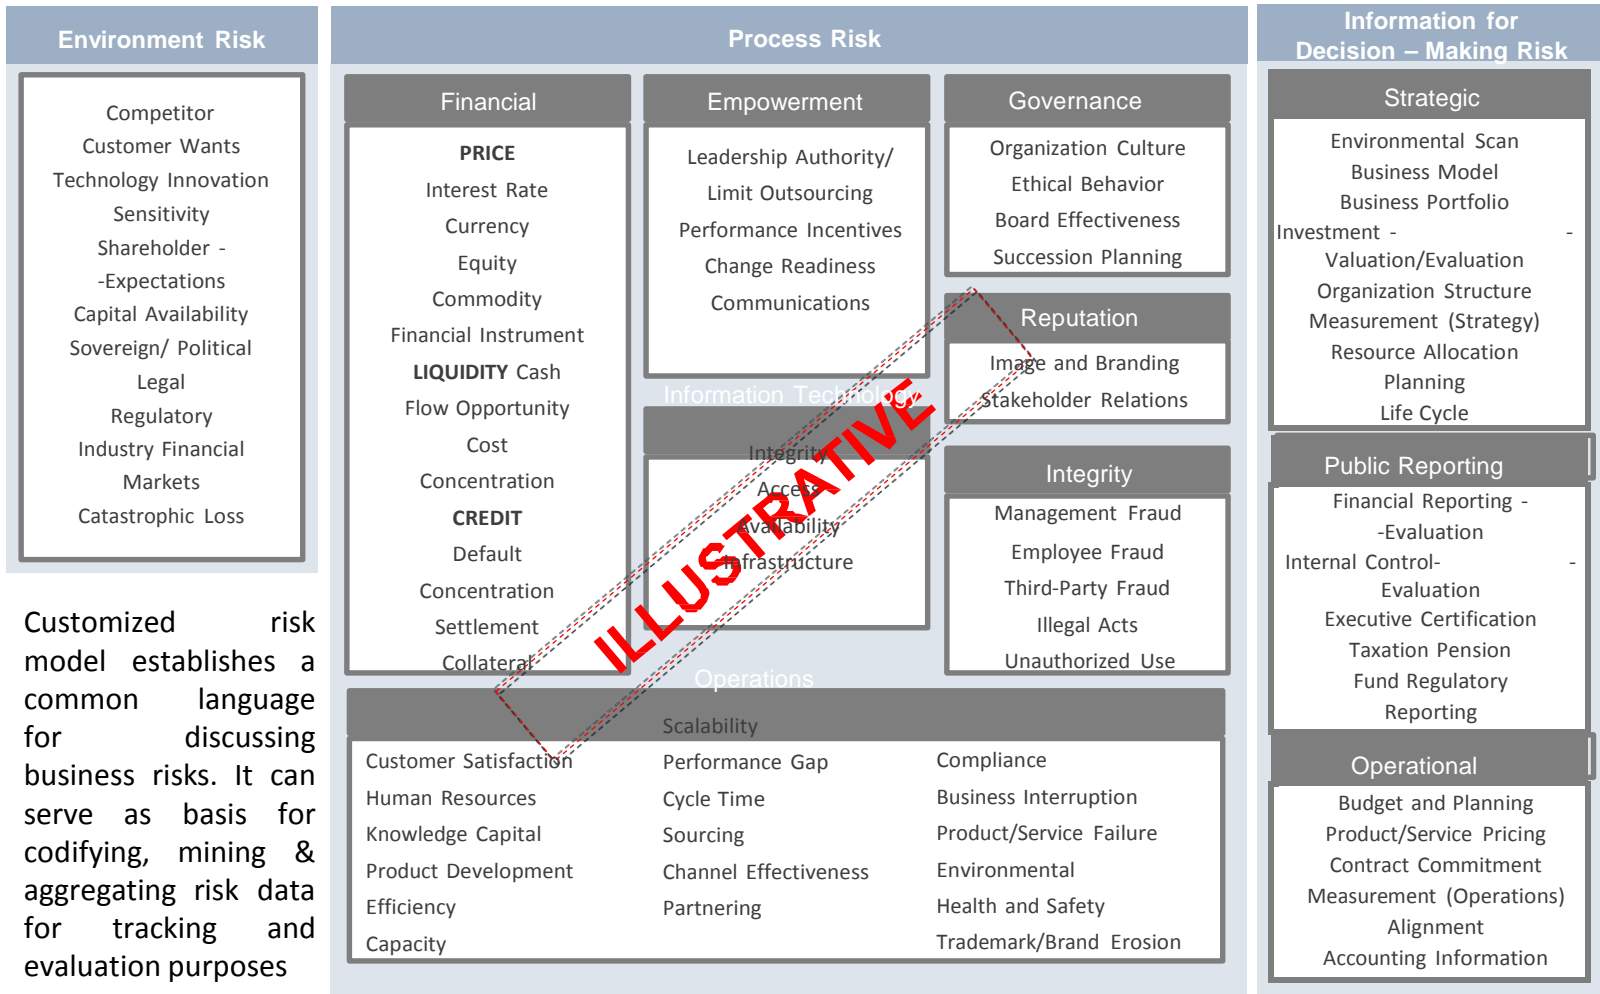 Environment Risk
Competitor
Customer Wants
Technology Innovation
Sensitivity
Shareholder -
-Expectations
Capital Availability
Sovereign/ Political
Legal
Regulatory
Industry Financial
Markets
Catastrophic Loss
Customized risk
model establishes a
common language
for discussing
business risks. It can
serve as basis for
codifying, mining &
aggregating risk data
for tracking and
evaluation purposes
Process Risk
Financial
PRICE
Interest Rate
Currency
Equity
Commodity
Financial Instrument
LIQUIDITY Cash
Flow Opportunity
Cost
Concentration
CREDIT
Default
Concentration
Settlement
Collateral
Empowerment
Leadership Authority/
Limit Outsourcing
Performance Incentives
Change Readiness
Communications
Information Technology
Integrity
Access
Availability
Infrastructure
Governance
Organization Culture
Ethical Behavior
Board Effectiveness
Succession Planning
Reputation
Image and Branding
Stakeholder Relations
Integrity
Management Fraud
Employee Fraud
Third-Party Fraud
Illegal Acts
Unauthorized Use
ILLUSTRATIVE
Operations
Customer Satisfaction
Human Resources
Knowledge Capital
Product Development
Efficiency
Capacity
Scalability
Performance Gap
Cycle Time
Sourcing
Channel Effectiveness
Partnering
Compliance
Business Interruption
Product/Service Failure
Environmental
Health and Safety
Trademark/Brand Erosion
Information for
Decision – Making Risk
Strategic
Environmental Scan
Business Model
Business Portfolio
Investment - -
Valuation/Evaluation
Organization Structure
Measurement (Strategy)
Resource Allocation
Planning
Life Cycle
Public Reporting
Financial Reporting -
-Evaluation
Internal Control- -
Evaluation
Executive Certification
Taxation Pension
Fund Regulatory
Reporting
Operational
Budget and Planning
Product/Service Pricing
Contract Commitment
Measurement (Operations)
Alignment
Accounting Information